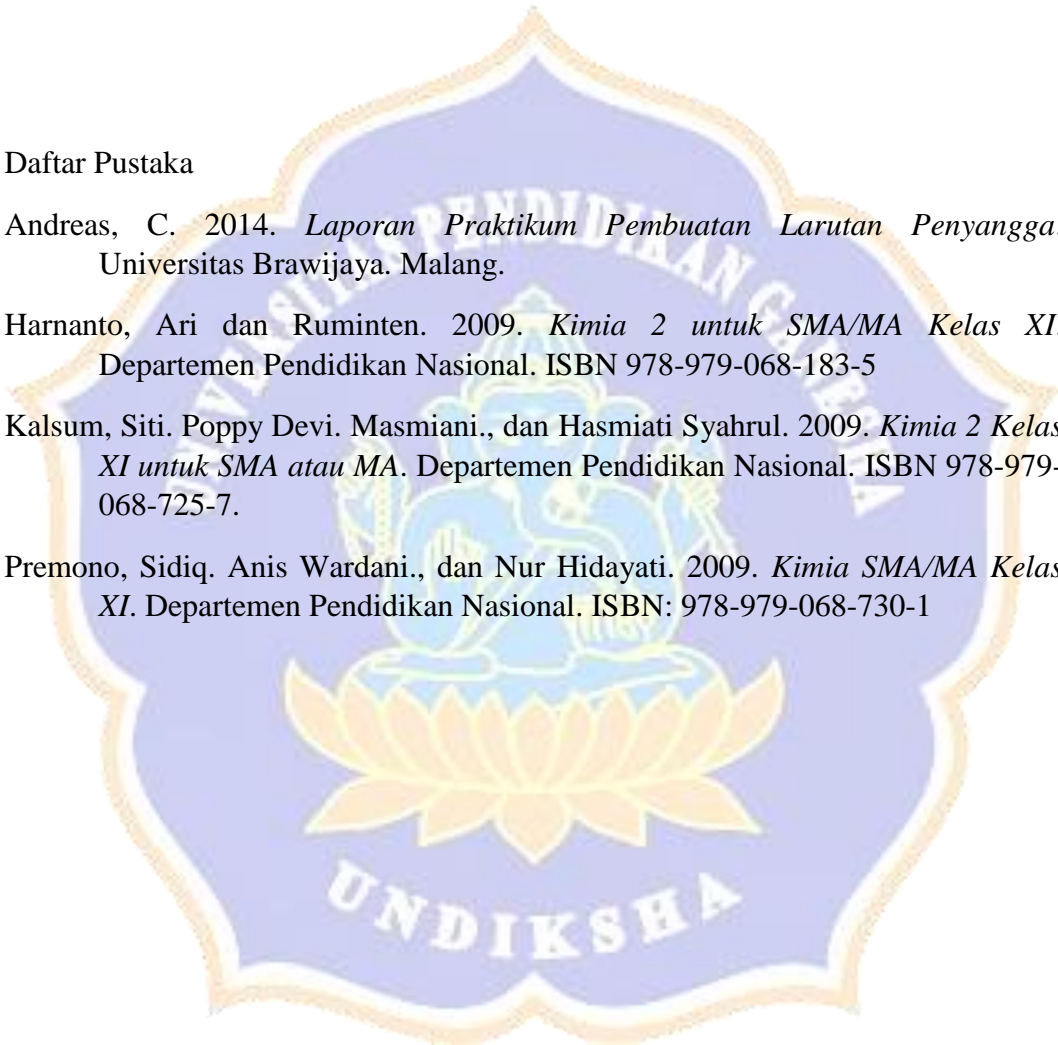 Daftar Pustaka
Andreas, C. 2014. Laporan Praktikum Pembuatan Larutan Penyangga.
Universitas Brawijaya. Malang.
Harnanto, Ari dan Ruminten. 2009. Kimia 2 untuk SMA/MA Kelas XI.
Departemen Pendidikan Nasional. ISBN 978-979-068-183-5
Kalsum, Siti. Poppy Devi. Masmiani., dan Hasmiati Syahrul. 2009. Kimia 2 Kelas
XI untuk SMA atau MA. Departemen Pendidikan Nasional. ISBN 978-979-
068-725-7.
Premono, Sidiq. Anis Wardani., dan Nur Hidayati. 2009. Kimia SMA/MA Kelas
XI. Departemen Pendidikan Nasional. ISBN: 978-979-068-730-1
UNIVERSITAS PENDIDIKAN GANESHA
UNDIKSHA